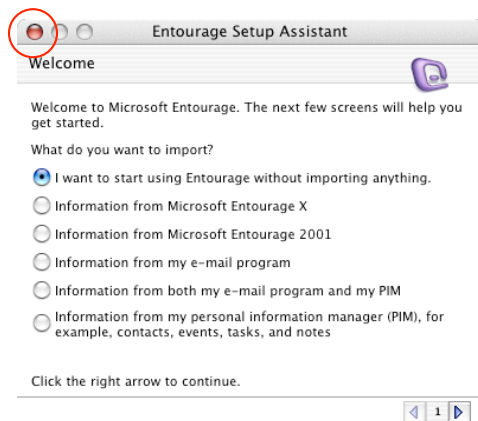 Entourage Setup Assistant
Welcome
Welcome to Microsoft Entourage. The next few screens will help you
get started.
What do you want to import?
I want to start using Entourage without importing anything.
Information from Microsoft Entourage X
Information from Microsoft Entourage 2001
Information from my e-mail program
Information from both my e-mail program and my PIM
Information from my personal information manager (PIM), for
example, contacts, events, tasks, and notes
Click the right arrow to continue.
1